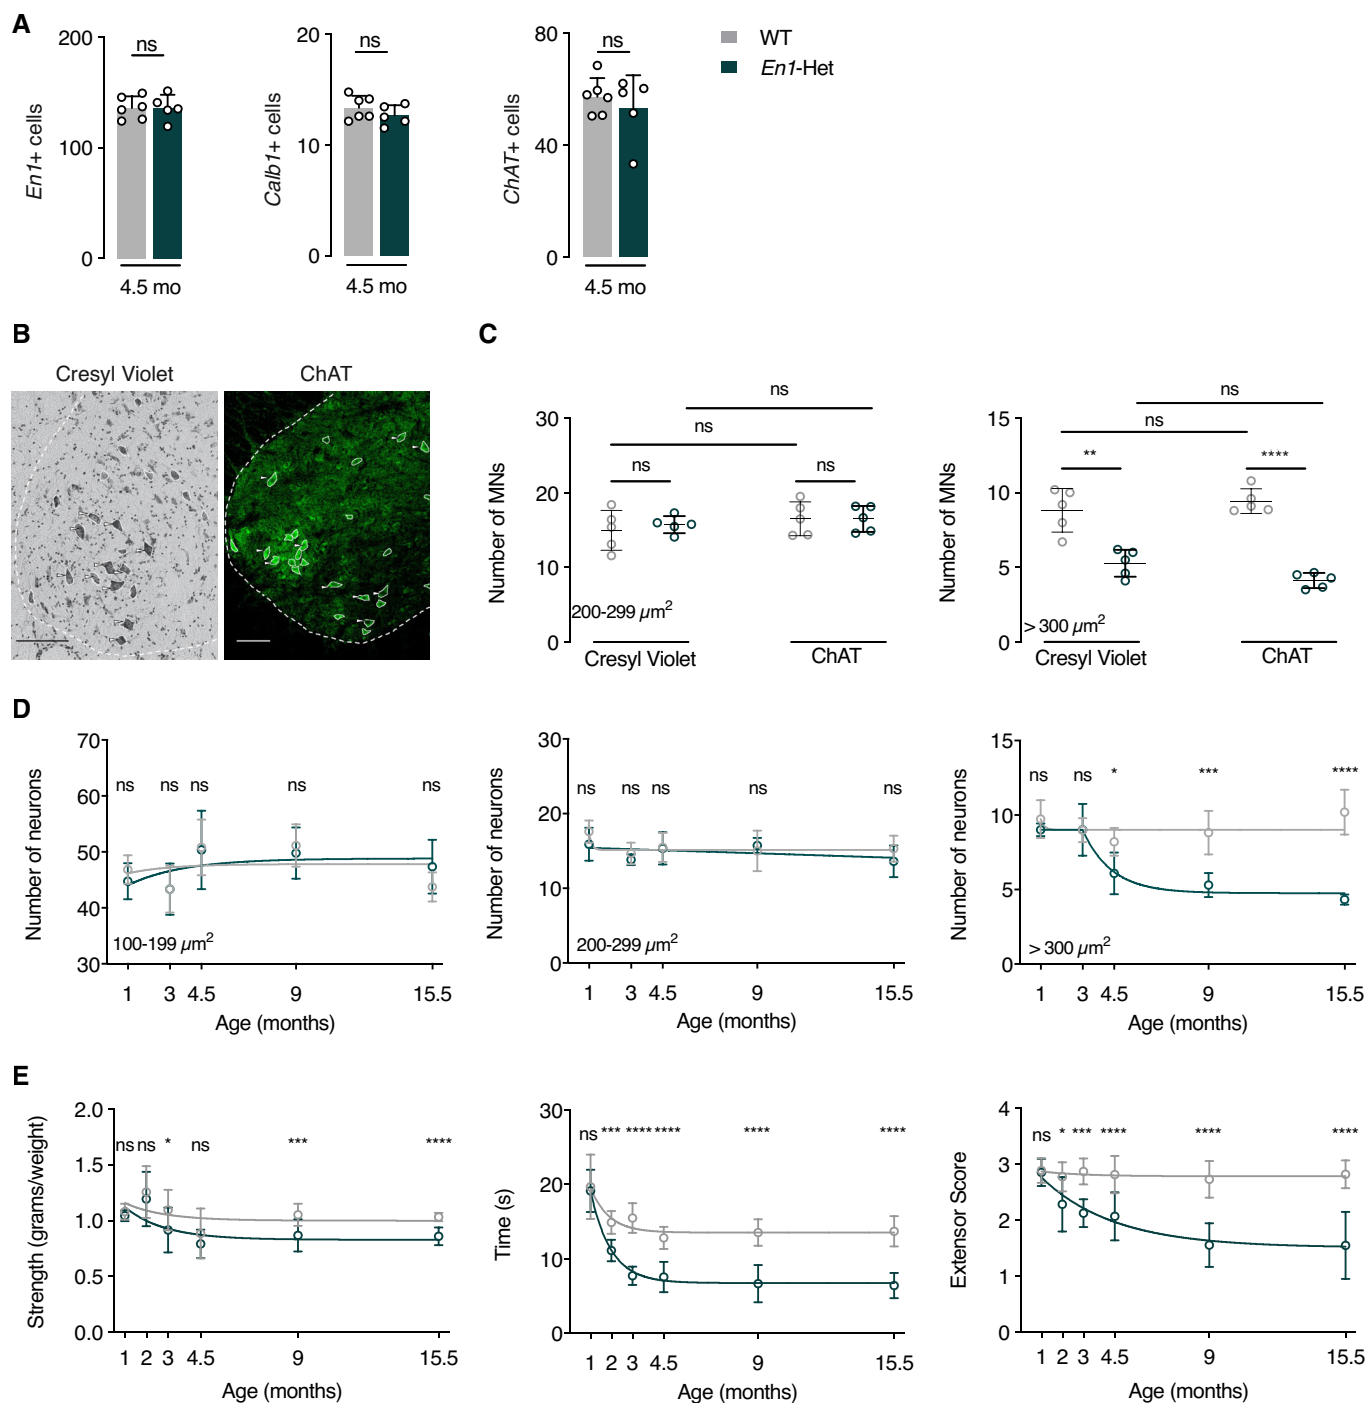 A
200
100
0
En1+ cells
ns
4.5 mo
20
10
0
Calb1+ cells
ns
4.5 mo
80
40
0
ChAT+ cells
ns
4.5 mo
WT
En1-Het
B
Cresyl Violet
ChAT
C
30
20
10
0
Number of MNs
ns
ns
ns
ns
200-299 µm²
Cresyl Violet
ChAT
15
10
5
0
Number of MNs
ns
ns
**
****
> 300 µm²
Cresyl Violet
ChAT
D
70
60
50
40
30
Number of neurons
ns ns ns ns ns
100-199 µm²
1 3 4.5 9 15.5
Age (months)
30
20
10
0
Number of neurons
ns ns ns ns ns
200-299 µm²
1 3 4.5 9 15.5
Age (months)
15
10
5
0
Number of neurons
ns ns * *** ****
> 300 µm²
1 3 4.5 9 15.5
Age (months)
E
2.0
1.5
1.0
0.5
0.0
Strength (grams/weight)
ns ns * ns *** ****
1 2 3 4.5 9 15.5
Age (months)
30
20
10
0
Time (s)
ns *** **** **** **** ****
1 2 3 4.5 9 15.5
Age (months)
4
3
2
1
0
Extensor Score
ns * *** **** **** ****
1 2 3 4.5 9 15.5
Age (months)